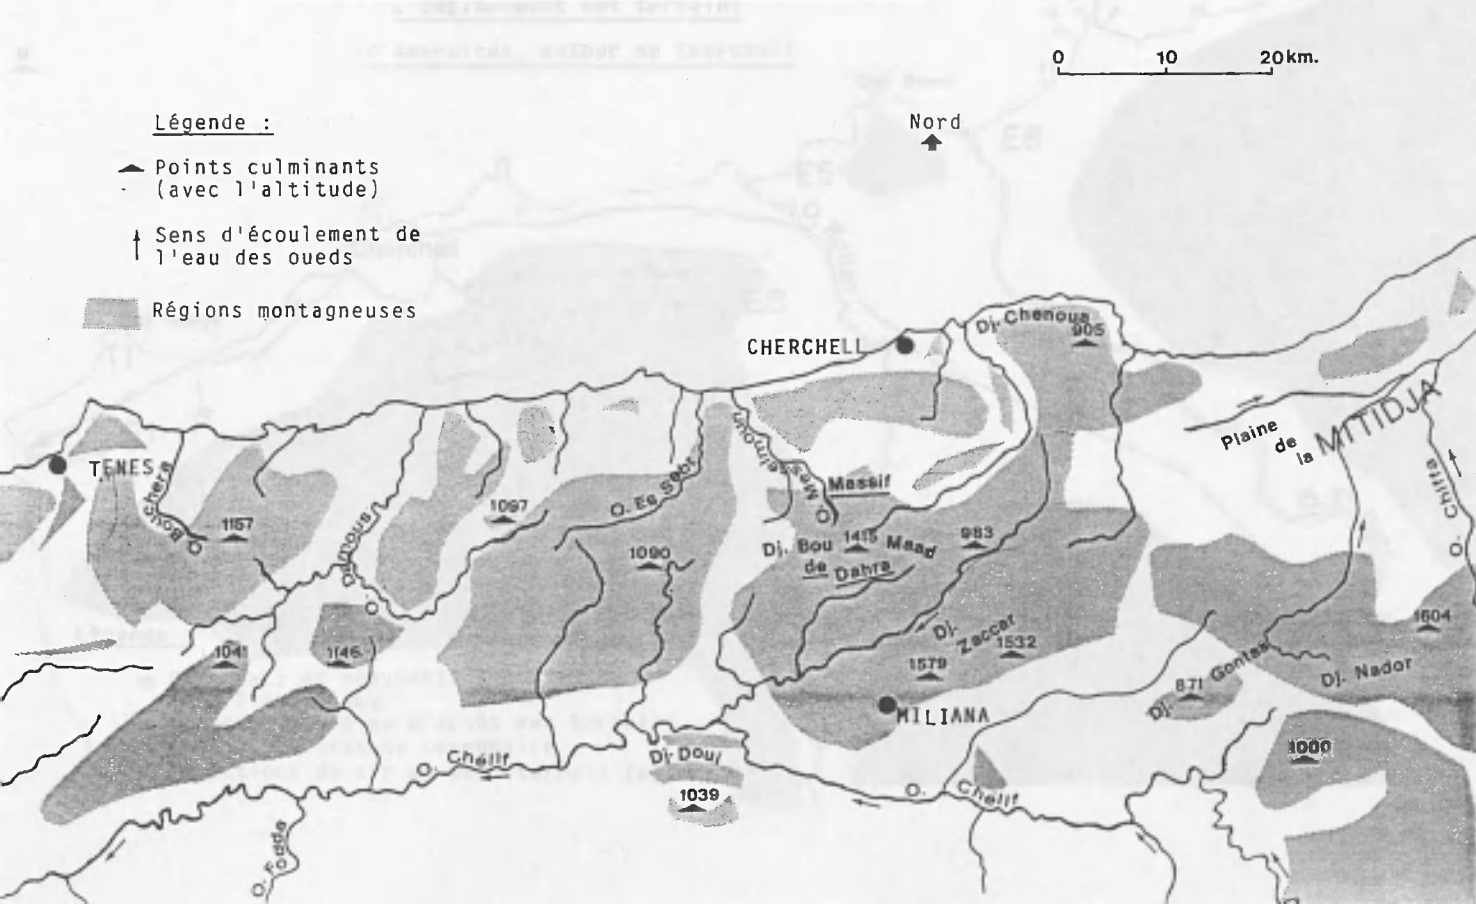 0 10 20 km.
Nord
Légende :
Points culminants
(avec l'altitude)
Sens d'écoulement de
l'eau des oueds
Régions montagneuses
CHERCHELL
Dj. Chenoua
905
TENES
O. Bouchera
1157
O. Damous
1097
O. Es Sebt
1090
O. Messelmoun
Massif
Dj. Bou Maad
1415
983
de Dahra
Plaine
de
la MITIDJA
O. Chiffa
1604
1041
1146
Dj. Zaccar
1579
1532
MILIANA
Dj. Gontas
871
Dj. Nador
1000
O. Chélif
Dj. Doui
1039
O. Chélif
O. Fodda